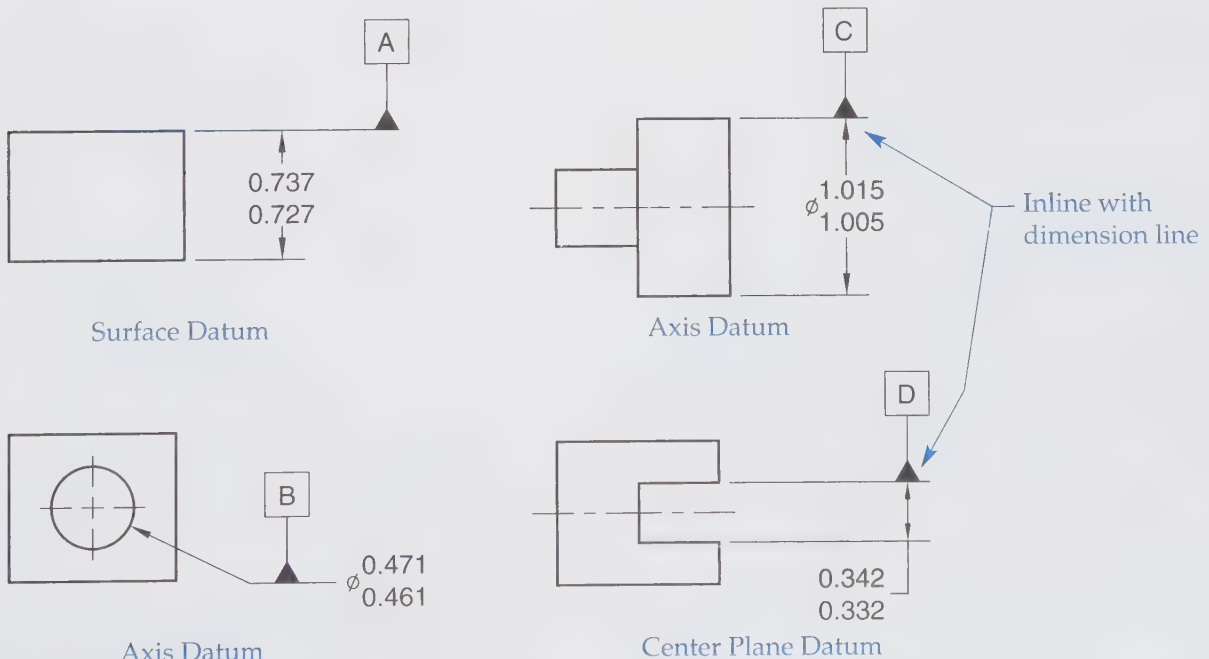 A
0.737
0.727
Surface Datum
C
⌀1.015
1.005
Axis Datum
Inline with
dimension line
B
⌀0.471
0.461
Axis Datum
D
0.342
0.332
Center Plane Datum